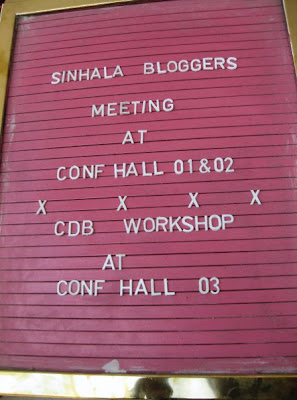 SINHALA BLOGGERS
MEETING
AT
CONF HALL 01&02
X X X X
CDB WORKSHOP
AT
CONF HALL 03